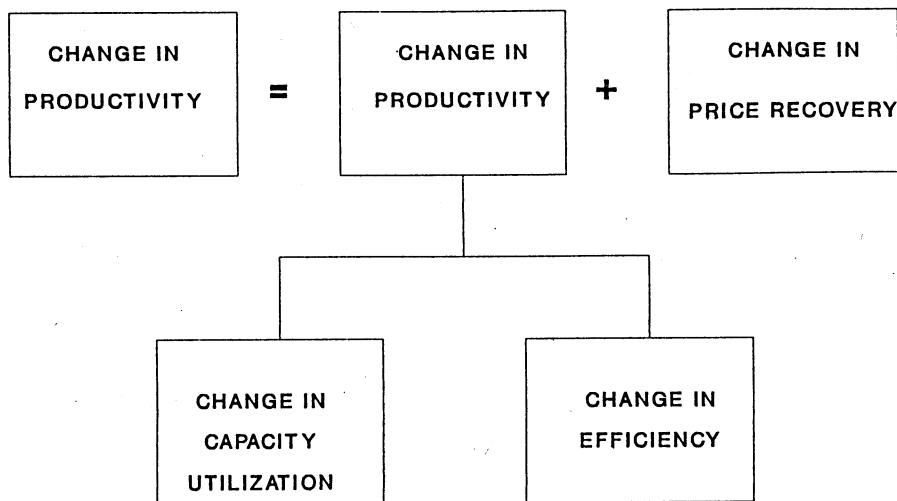 CHANGE IN
PRODUCTIVITY
=
CHANGE IN
PRODUCTIVITY
+
CHANGE IN
PRICE RECOVERY
CHANGE IN
CAPACITY
UTILIZATION
CHANGE IN
EFFICIENCY